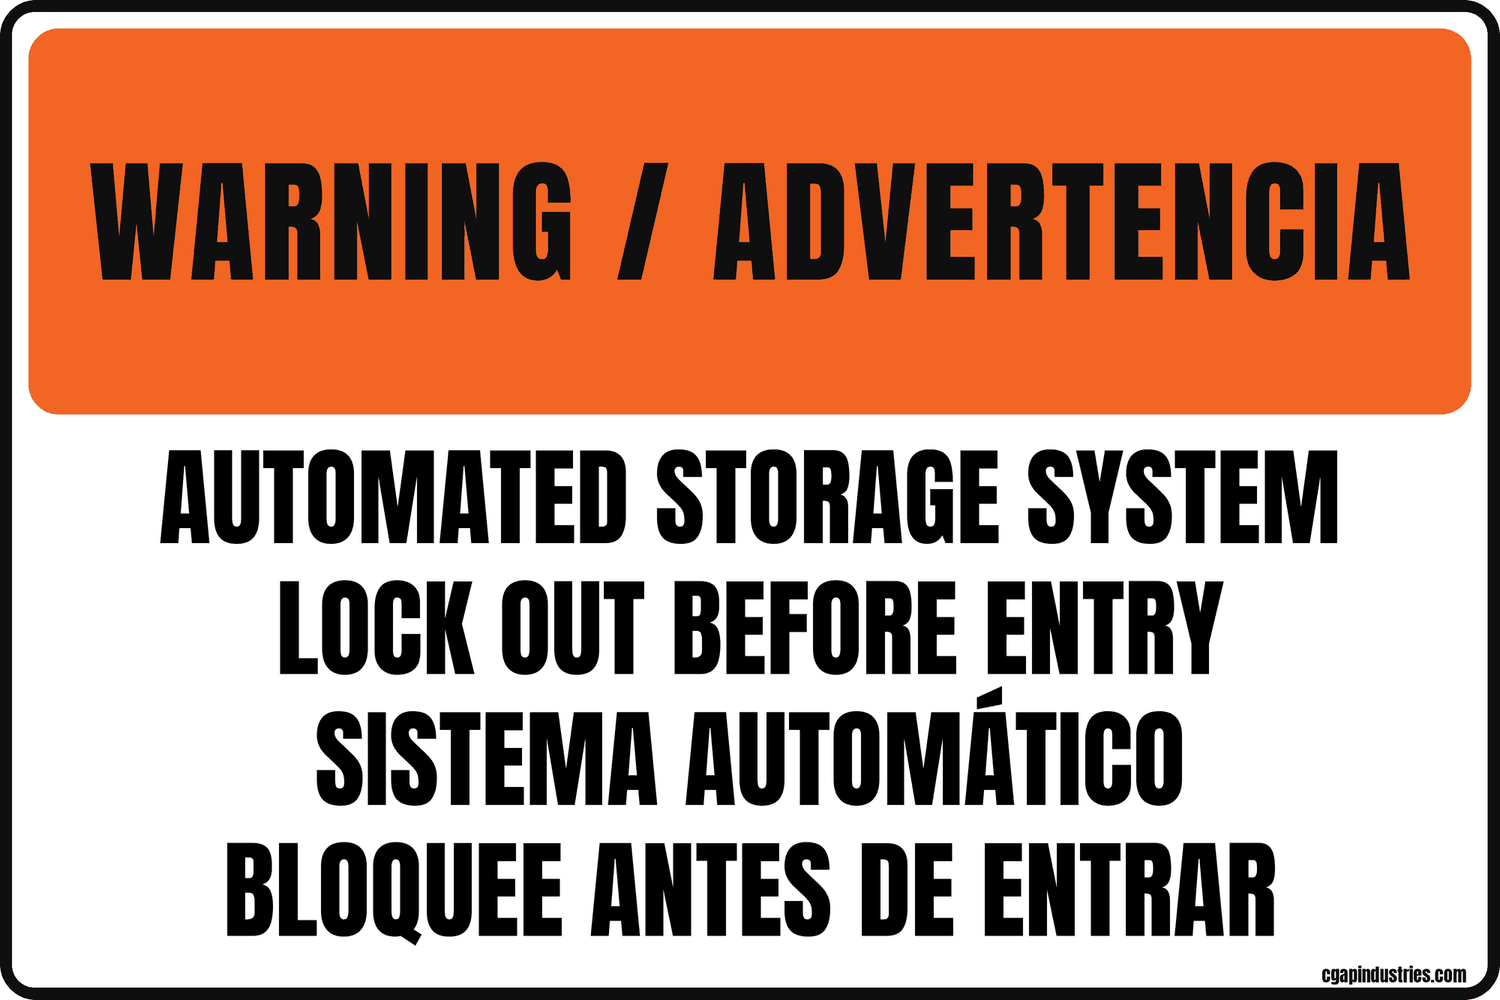 WARNING / ADVERTENCIA
AUTOMATED STORAGE SYSTEM
LOCK OUT BEFORE ENTRY
SISTEMA AUTOMÁTICO
BLOQUEE ANTES DE ENTRAR
cgapindustries.com